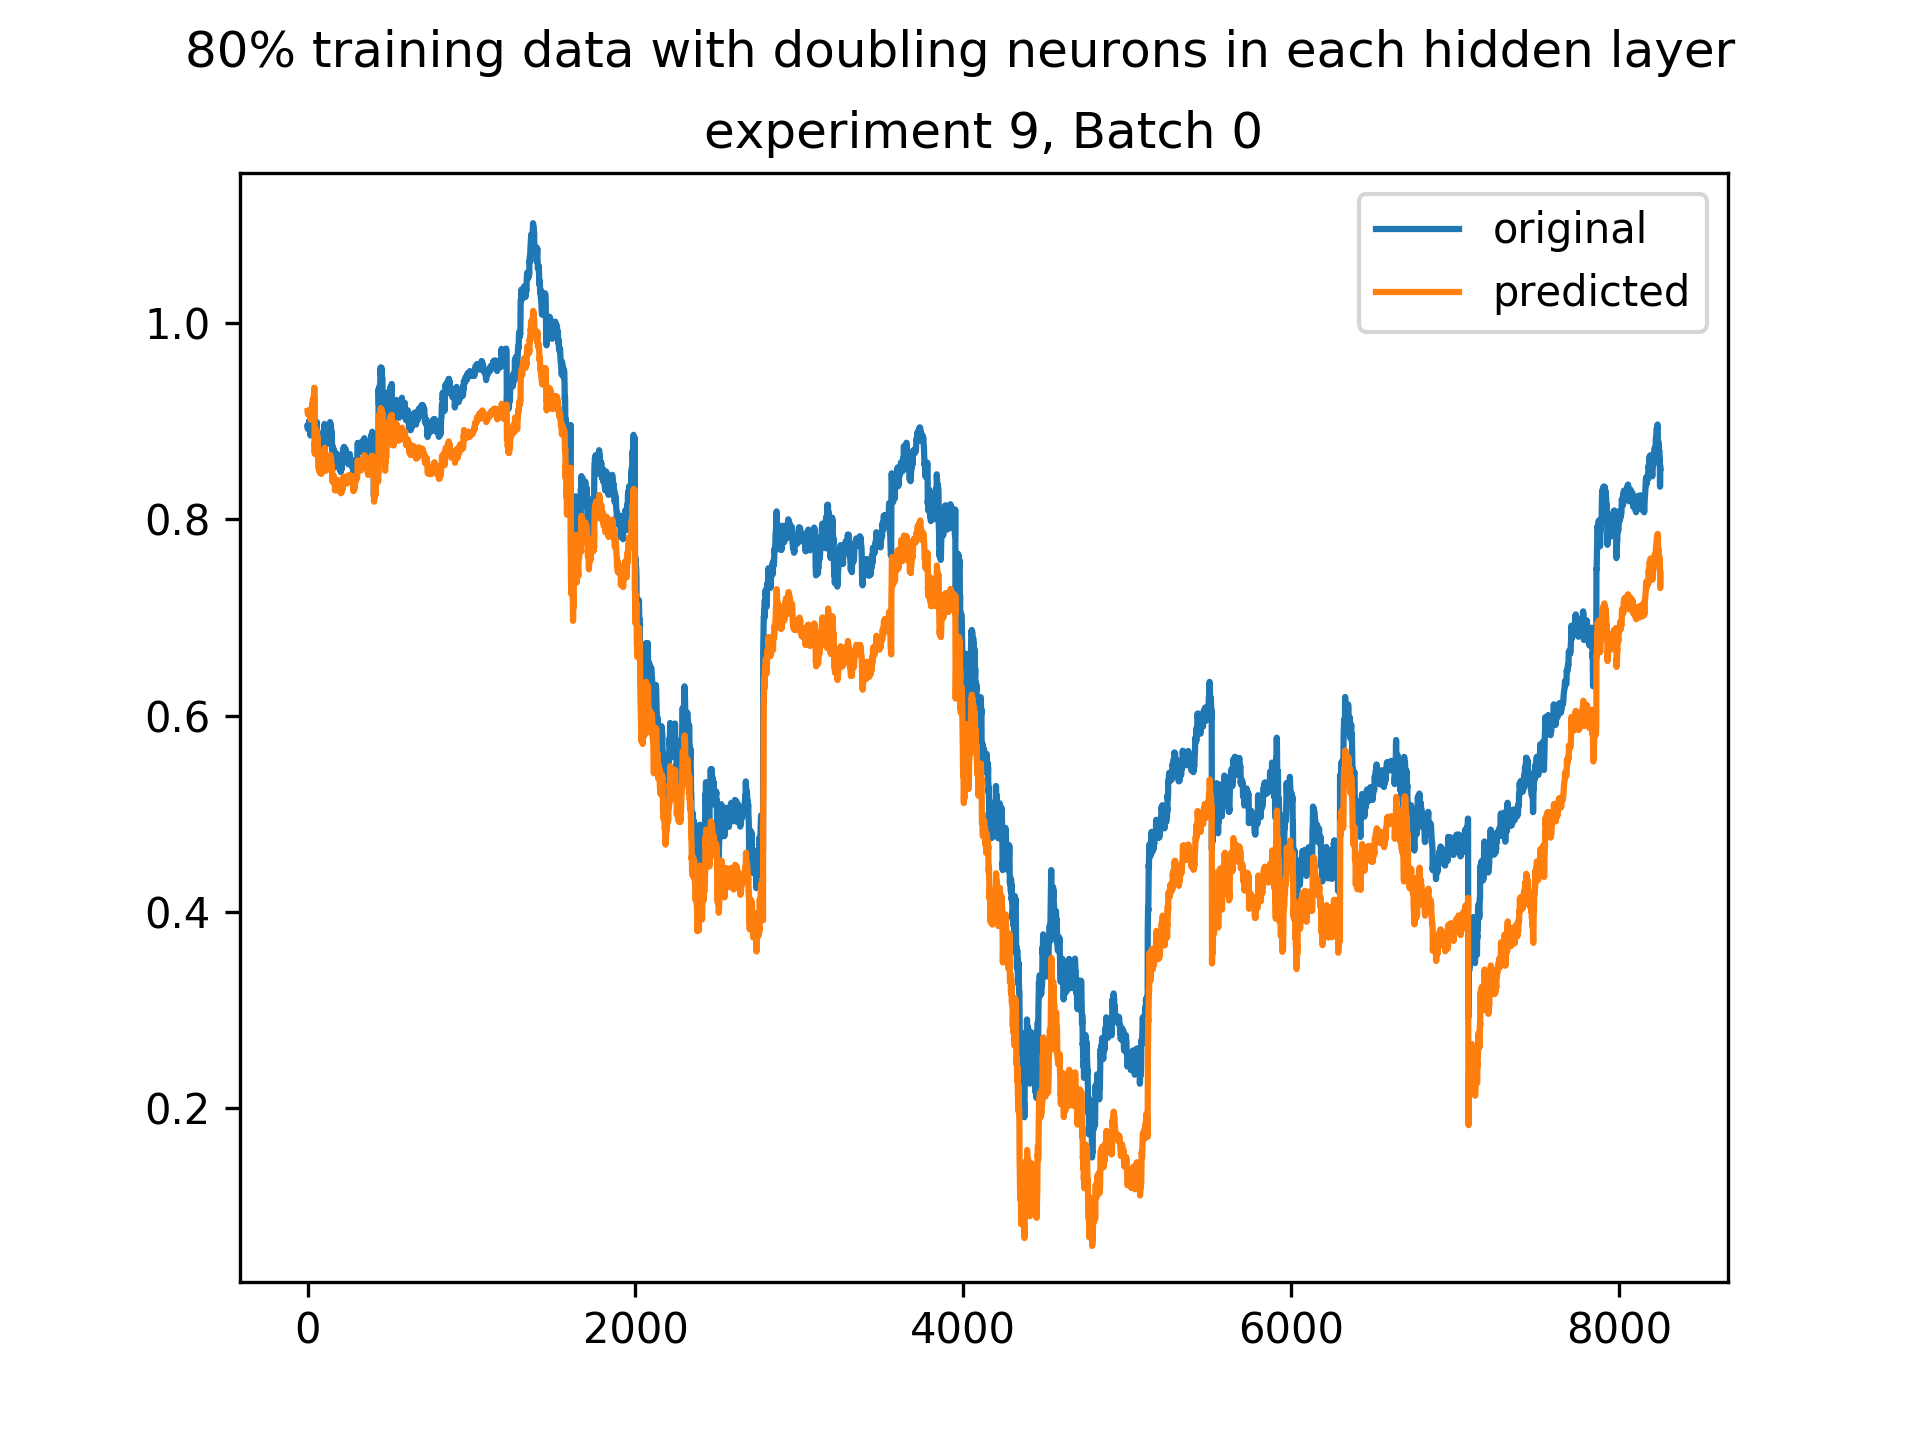 80% training data with doubling neurons in each hidden layer
experiment 9, Batch 0
original
predicted
1.0
0.8
0.6
0.4
0.2
0 2000 4000 6000 8000